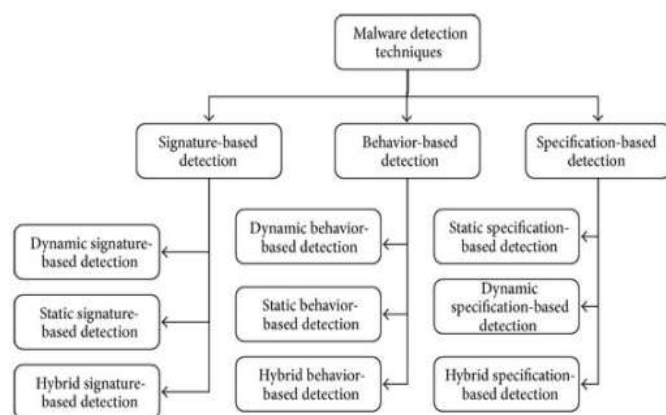 Malware detection
techniques
Signature-based
detection
Behavior-based
detection
Specification-based
detection
Dynamic signature-
based detection
Static signature-
based detection
Hybrid signature-
based detection
Dynamic behavior-
based detection
Static behavior-
based detection
Hybrid behavior-
based detection
Static specification-
based detection
Dynamic
specification-based
detection
Hybrid specification-
based detection